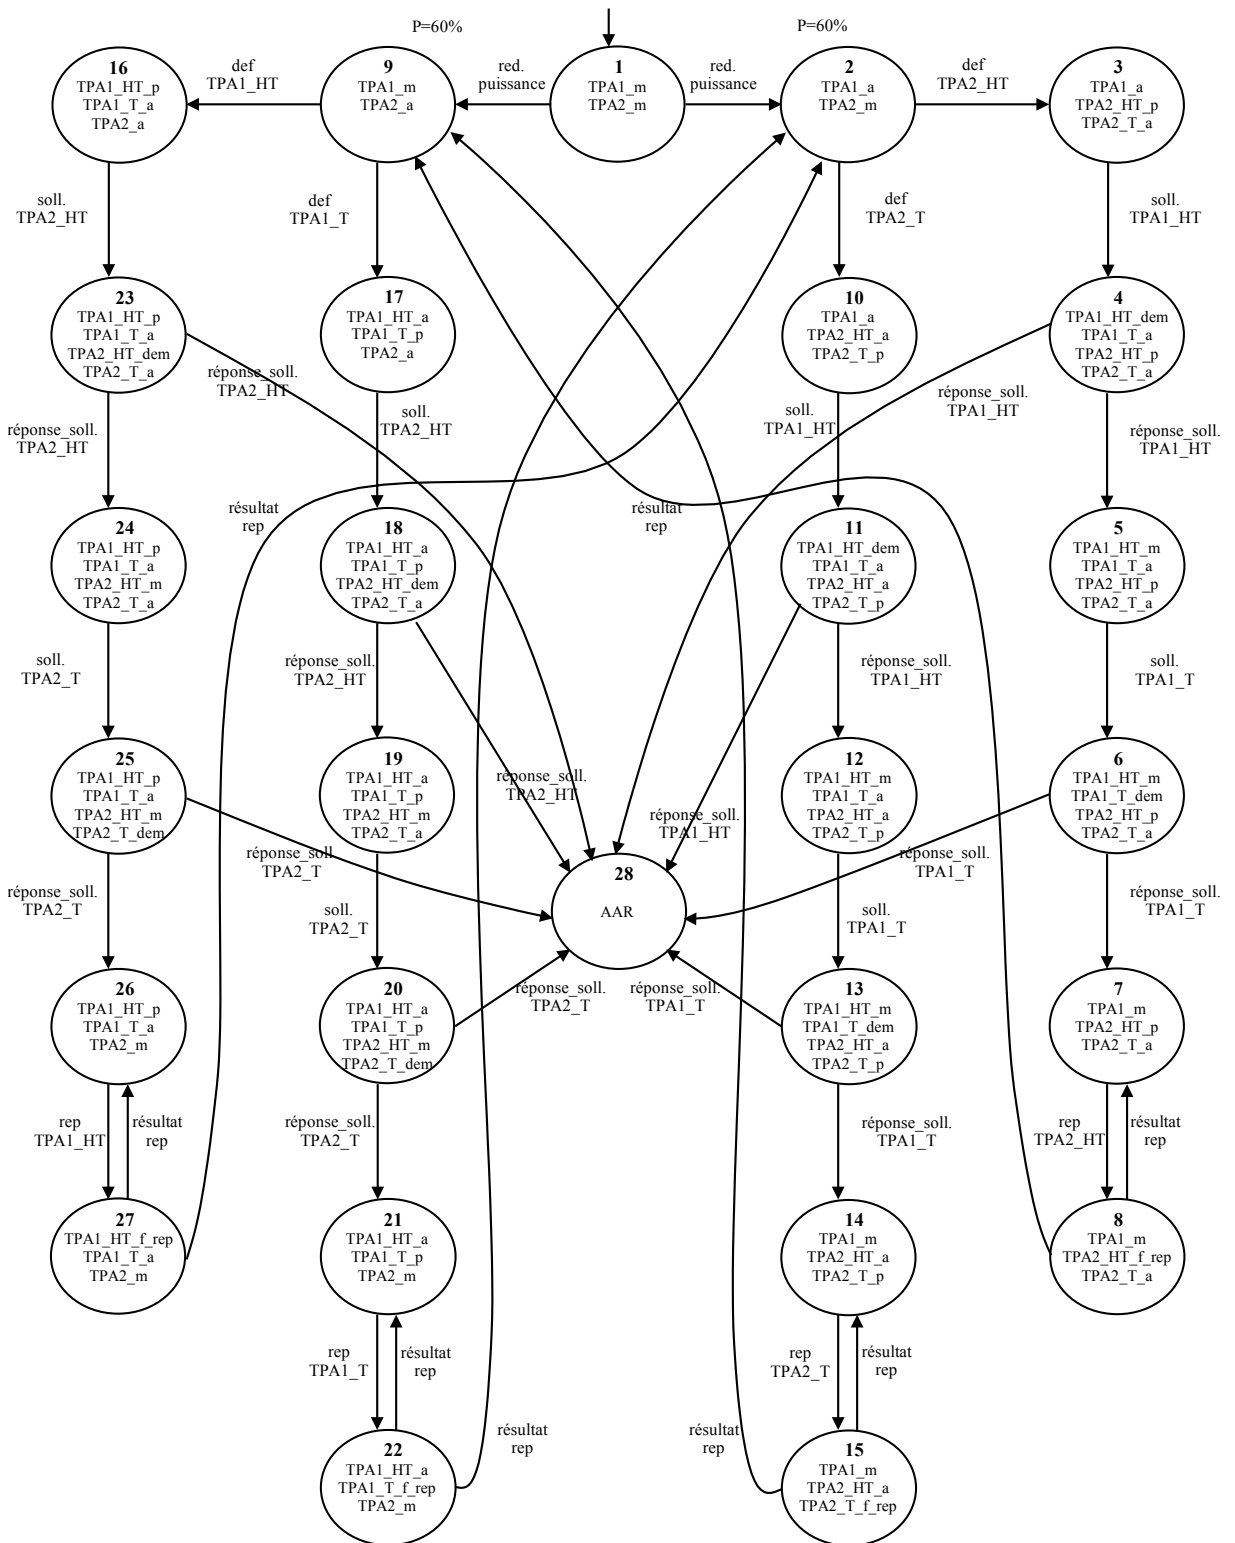 P=60%
P=60%
16
TPA1_HT_p
TPA1_T_a
TPA2_a
def
TPA1_HT
9
TPA1_m
TPA2_a
red.
puissance
1
TPA1_m
TPA2_m
red.
puissance
2
TPA1_a
TPA2_m
def
TPA2_HT
3
TPA1_a
TPA2_HT_p
TPA2_T_a
soll.
TPA2_HT
def
TPA1_T
def
TPA2_T
soll.
TPA1_HT
23
TPA1_HT_p
TPA1_T_a
TPA2_HT_dem
TPA2_T_a
17
TPA1_HT_a
TPA1_T_p
TPA2_a
10
TPA1_a
TPA2_HT_a
TPA2_T_p
4
TPA1_HT_dem
TPA1_T_a
TPA2_HT_p
TPA2_T_a
réponse_soll.
TPA2_HT
réponse_soll.
TPA2_HT
soll.
TPA2_HT
soll.
TPA1_HT
réponse_soll.
TPA1_HT
réponse_soll.
TPA1_HT
résultat
rep
résultat
rep
24
TPA1_HT_p
TPA1_T_a
TPA2_HT_m
TPA2_T_a
18
TPA1_HT_a
TPA1_T_p
TPA2_HT_dem
TPA2_T_a
11
TPA1_HT_dem
TPA1_T_a
TPA2_HT_a
TPA2_T_p
5
TPA1_HT_m
TPA1_T_a
TPA2_HT_p
TPA2_T_a
soll.
TPA2_T
réponse_soll.
TPA2_HT
réponse_soll.
TPA1_HT
soll.
TPA1_T
25
TPA1_HT_p
TPA1_T_a
TPA2_HT_m
TPA2_T_dem
19
TPA1_HT_a
TPA1_T_p
TPA2_HT_m
TPA2_T_a
réponse_soll.
TPA2_HT
réponse_soll.
TPA1_HT
12
TPA1_HT_m
TPA1_T_a
TPA2_HT_a
TPA2_T_p
6
TPA1_HT_m
TPA1_T_dem
TPA2_HT_p
TPA2_T_a
réponse_soll.
TPA2_T
réponse_soll.
TPA2_T
soll.
TPA2_T
28
AAR
soll.
TPA1_T
réponse_soll.
TPA1_T
réponse_soll.
TPA1_T
26
TPA1_HT_p
TPA1_T_a
TPA2_m
20
TPA1_HT_a
TPA1_T_p
TPA2_HT_m
TPA2_T_dem
réponse_soll.
TPA2_T
réponse_soll.
TPA1_T
13
TPA1_HT_m
TPA1_T_dem
TPA2_HT_a
TPA2_T_p
7
TPA1_m
TPA2_HT_p
TPA2_T_a
rep
TPA1_HT
résultat
rep
réponse_soll.
TPA2_T
réponse_soll.
TPA1_T
rep
TPA2_HT
résultat
rep
27
TPA1_HT_f_rep
TPA1_T_a
TPA2_m
21
TPA1_HT_a
TPA1_T_p
TPA2_m
14
TPA1_m
TPA2_HT_a
TPA2_T_p
8
TPA1_m
TPA2_HT_f_rep
TPA2_T_a
rep
TPA1_T
résultat
rep
rep
TPA2_T
résultat
rep
résultat
rep
résultat
rep
22
TPA1_HT_a
TPA1_T_f_rep
TPA2_m
15
TPA1_m
TPA2_HT_a
TPA2_T_f_rep